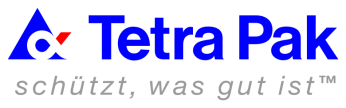 Tetra Pak
schützt, was gut ist™